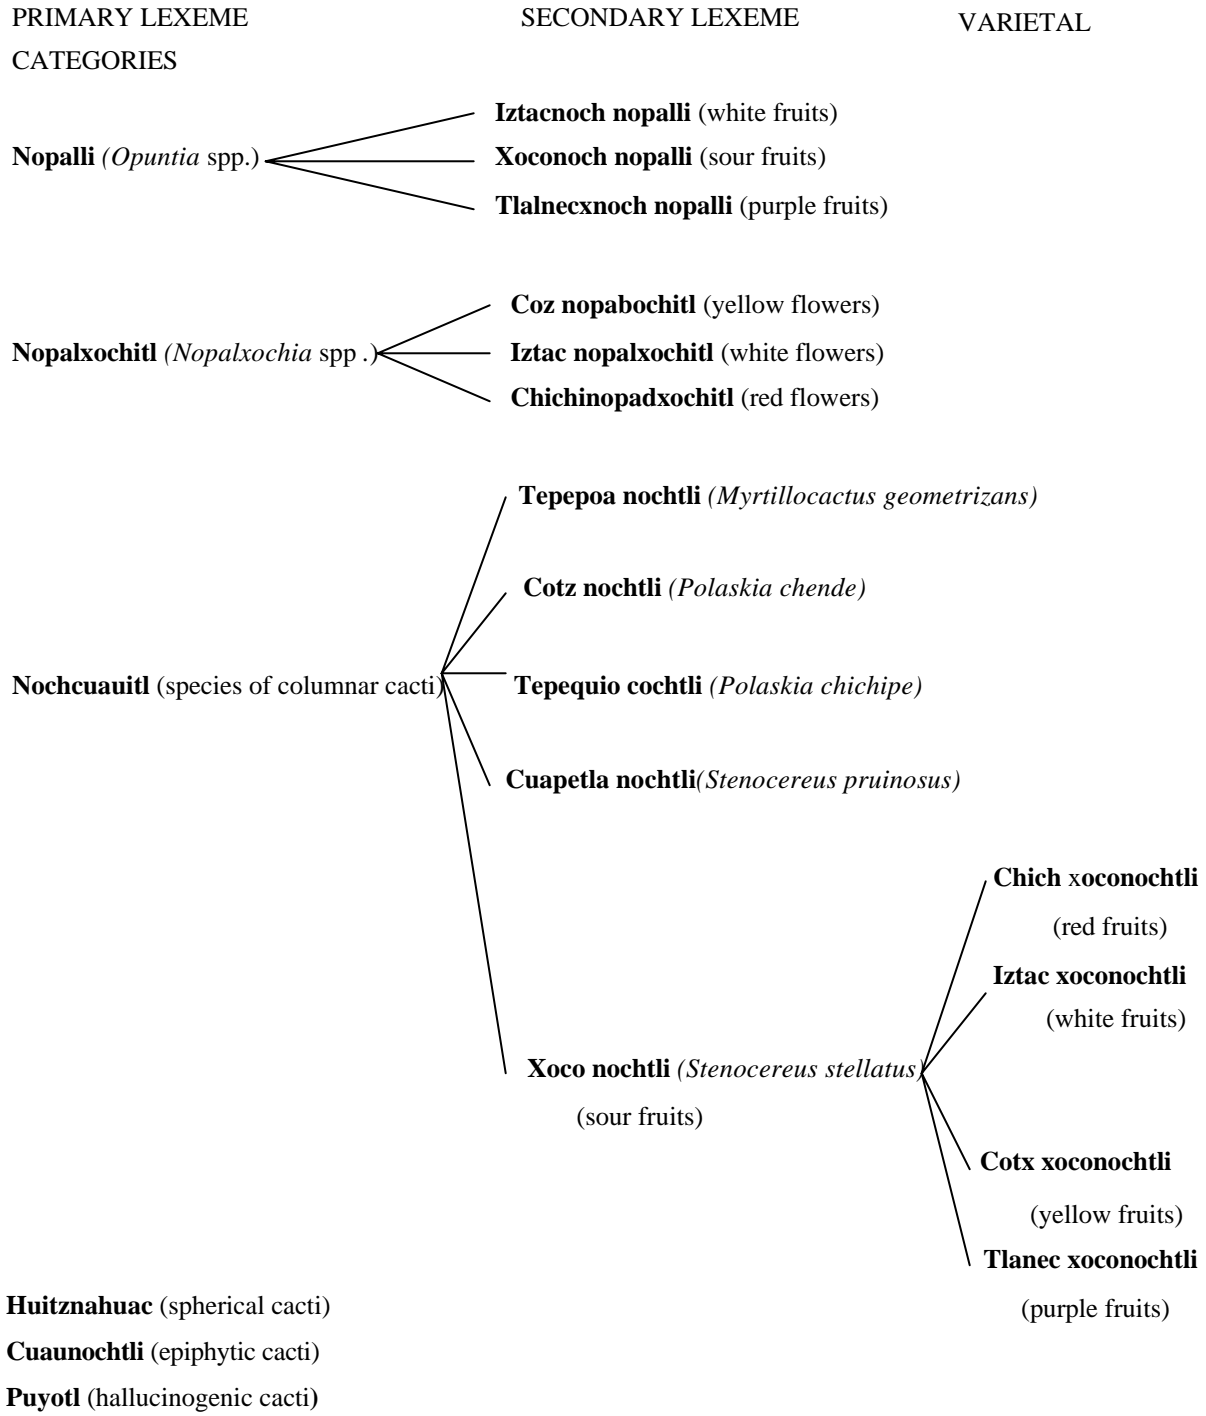 PRIMARY LEXEME
CATEGORIES
SECONDARY LEXEME
VARIETAL
Nopalli (Opuntia spp.)
Iztacnoch nopalli (white fruits)
Xoconoch nopalli (sour fruits)
Tlalnecxnoch nopalli (purple fruits)
Nopalxochitl (Nopalxochia spp .)
Coz nopabochitl (yellow flowers)
Iztac nopalxochitl (white flowers)
Chichinopadxochitl (red flowers)
Nochcuauitl (species of columnar cacti)
Tepepoa nochtli (Myrtillocactus geometrizans)
Cotz nochtli (Polaskia chende)
Tepequio cochtli (Polaskia chichipe)
Cuapetla nochtli(Stenocereus pruinosus)
Xoco nochtli (Stenocereus stellatus)
(sour fruits)
Chich xoconochtli
(red fruits)
Iztac xoconochtli
(white fruits)
Cotx xoconochtli
(yellow fruits)
Tlanec xoconochtli
(purple fruits)
Huitznahuac (spherical cacti)
Cuaunochtli (epiphytic cacti)
Puyotl (hallucinogenic cacti)